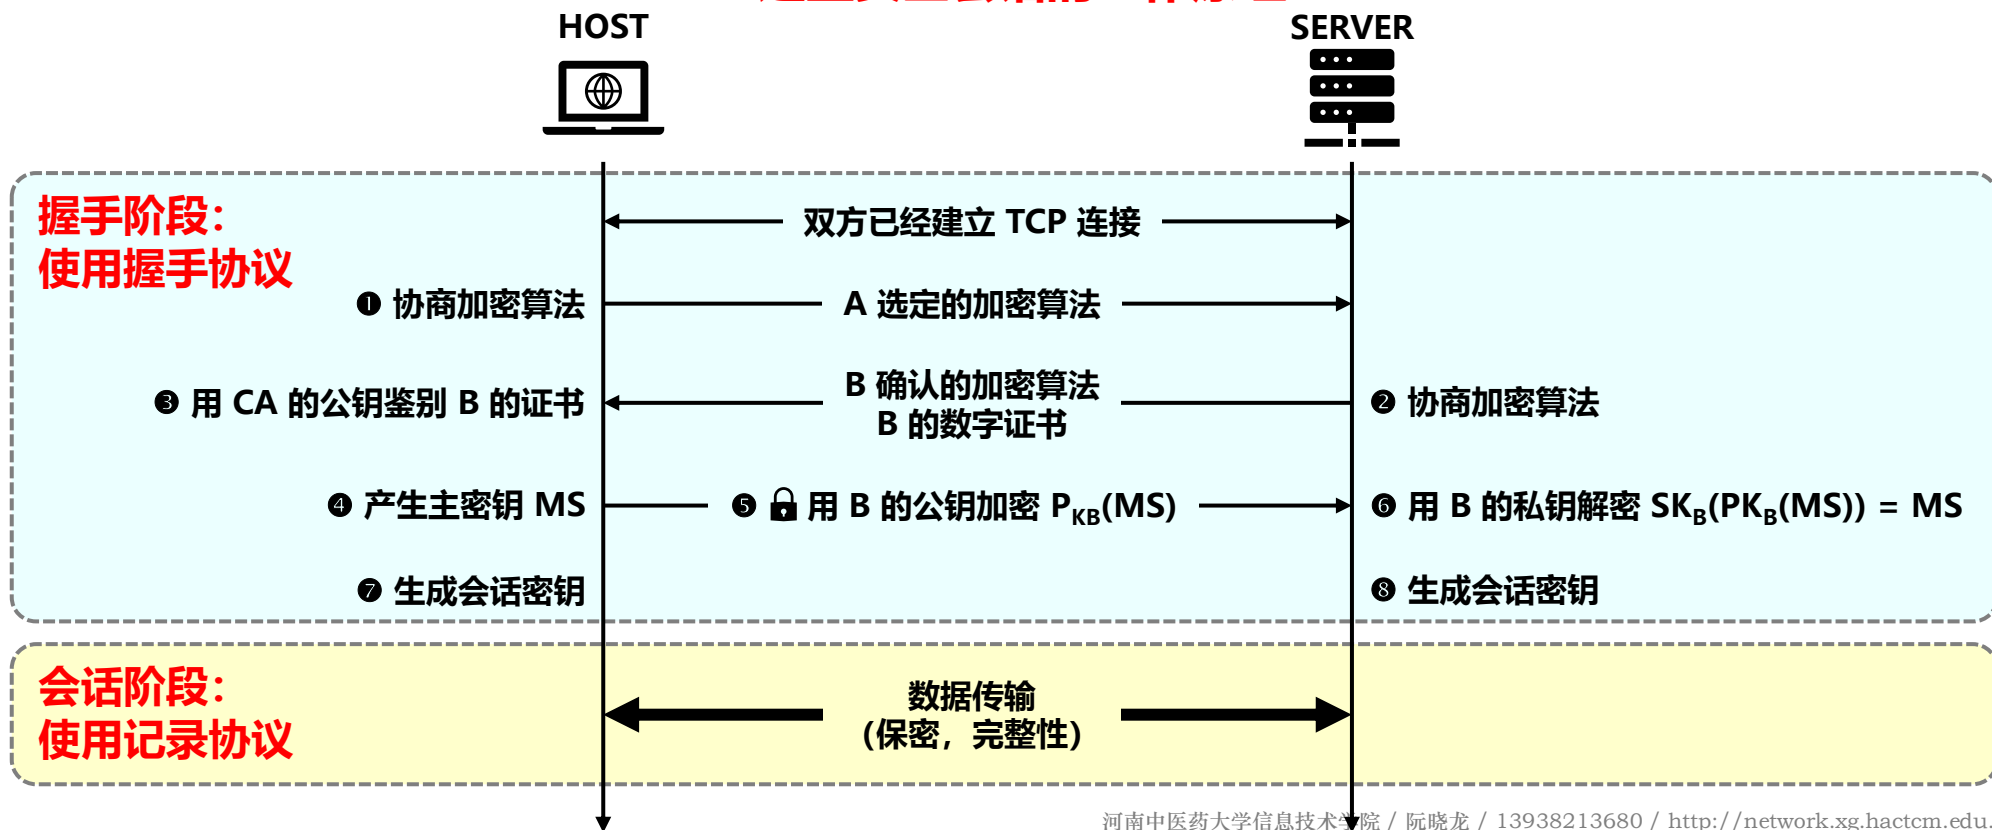 HOST
SERVER
握手阶段：
使用握手协议
双方已经建立 TCP 连接
❶ 协商加密算法
A 选定的加密算法
❸ 用 CA 的公钥鉴别 B 的证书
B 确认的加密算法
B 的数字证书
❷ 协商加密算法
❹ 产生主密钥 MS
❺ 用 B 的公钥加密 PKB(MS)
❻ 用 B 的私钥解密 SKB(PKB(MS)) = MS
❼ 生成会话密钥
❽ 生成会话密钥
会话阶段：
使用记录协议
数据传输
(保密，完整性)
河南中医药大学信息技术学院 / 阮晓龙 / 13938213680 / http://network.xg.hactcm.edu.